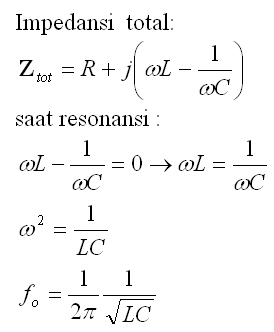 Impedansi total:
Z_tot = R + j(ωL − 1/ωC)
saat resonansi :
ωL − 1/ωC = 0 → ωL = 1/ωC
ω² = 1/LC
f_o = 1/2π 1/√LC